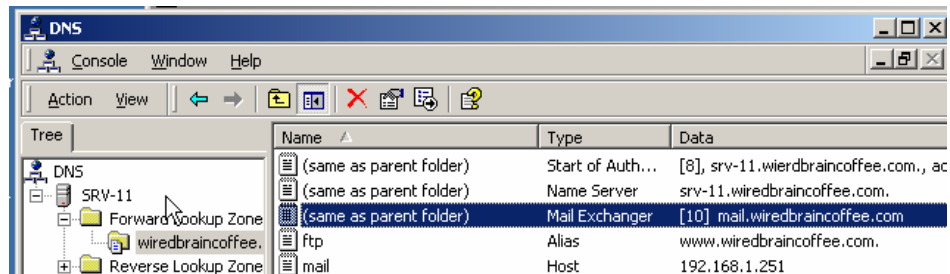 DNS
Console Window Help
Action View
Tree
Name Type Data
DNS
SRV-11
Forward Lookup Zone
wiredbraincoffee.
Reverse Lookup Zone
(same as parent folder) Start of Auth... [8], srv-11.wierdbraincoffee.com., ac
(same as parent folder) Name Server srv-11.wiredbraincoffee.com.
(same as parent folder) Mail Exchanger [10] mail.wiredbraincoffee.com
ftp Alias www.wiredbraincoffee.com.
mail Host 192.168.1.251